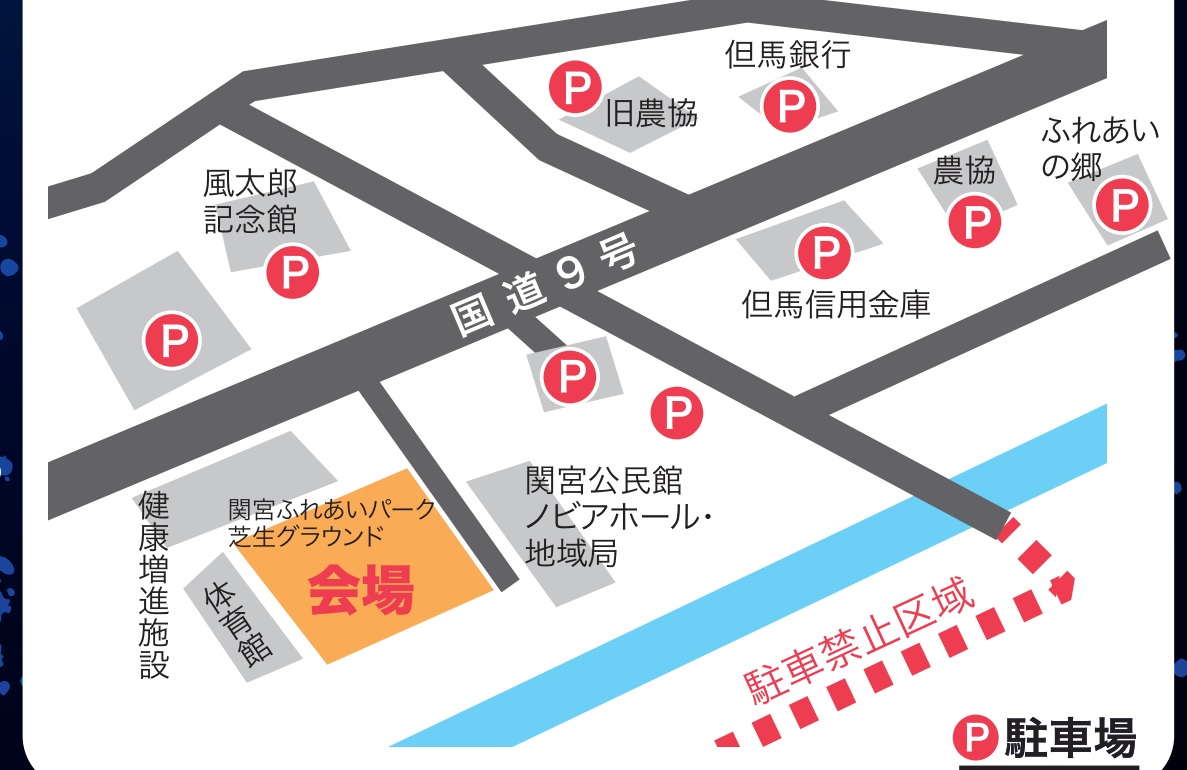 但馬銀行
P
旧農協
P
ふれあい
の郷
P
農協
P
風太郎
記念館
P
P
国道9号
P
但馬信用金庫
P
P
関宮公民館
ノビアホール・
地域局
健康増進施設
関宮ふれあいパーク
芝生グラウンド
会場
体育館
駐車禁止区域
P駐車場